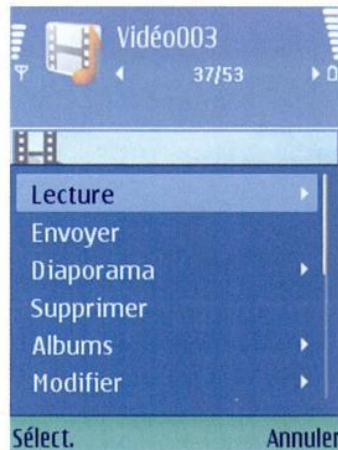 Vidéo003
37/53
Lecture
Envoyer
Diaporama
Supprimer
Albums
Modifier
Sélect. Annuler